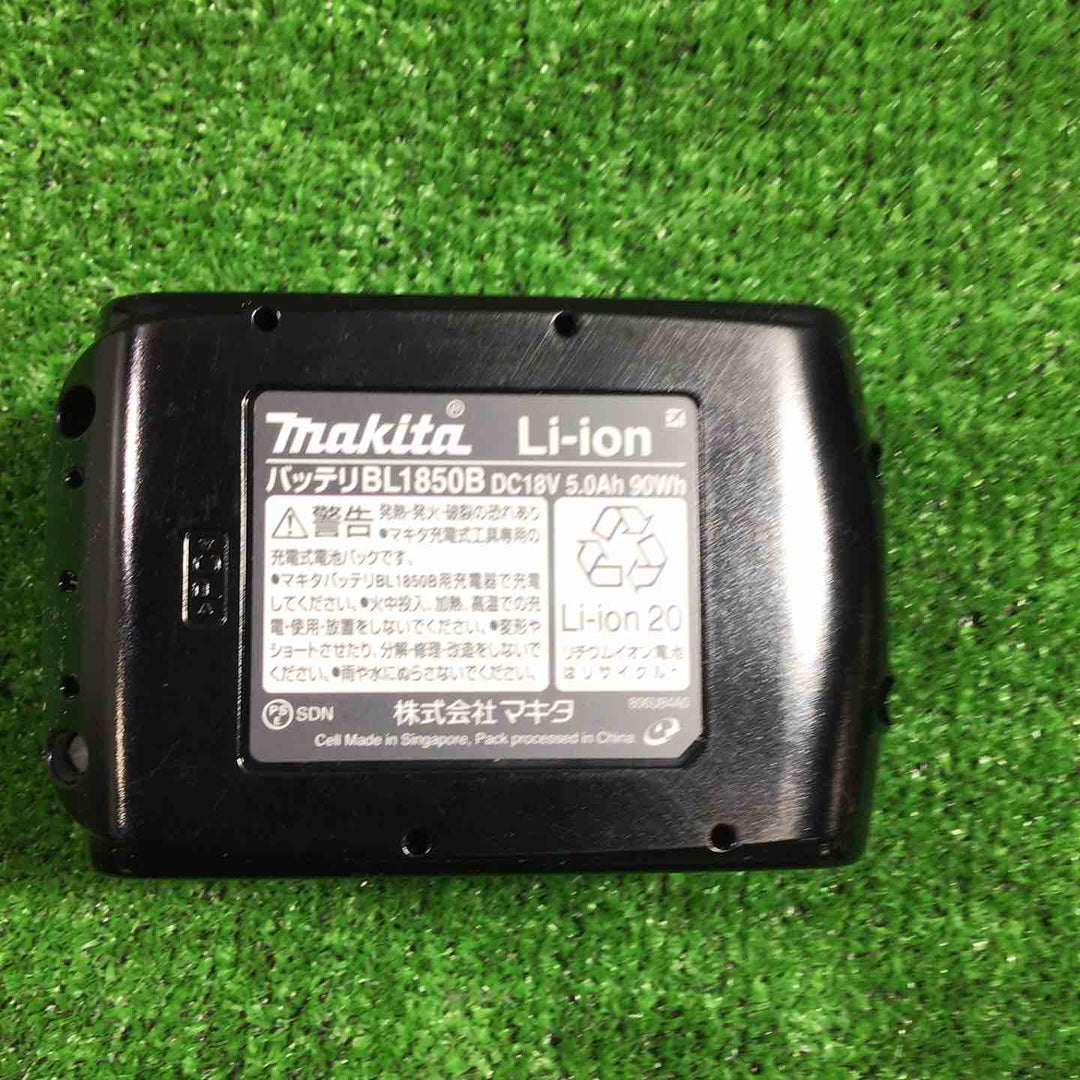 makita® Li-ion
バッテリBL1850B DC18V 5.0Ah 90Wh
警告 発熱・発火・破裂の恐れあり
●マキタ充電式工具専用の
充電式電池パックです。
●マキタバッテリBL1850B用充電器で充電
してください。●火中投入、加熱、高温での充
電・使用・放置をしないでください。●変形や
ショートさせたり、分解・修理・改造をしないで
ください。●雨や水にぬらさないでください。
Li-ion 20
リチウムイオン電池
はリサイクルへ
PS
E
SDN
株式会社マキタ
Cell Made in Singapore, Pack processed in China